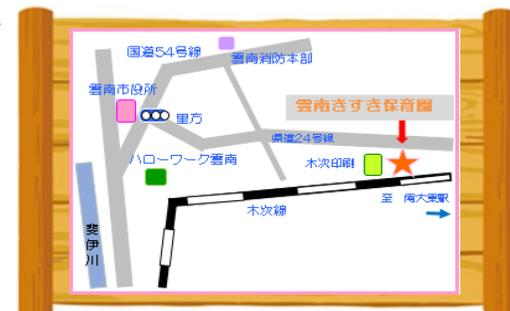 国道54号線
雲南消防本部
雲南市役所
里方
雲南きすき保育園
県道24号線
ハローワーク雲南
木次印刷
木次線
至 南大東駅
斐伊川